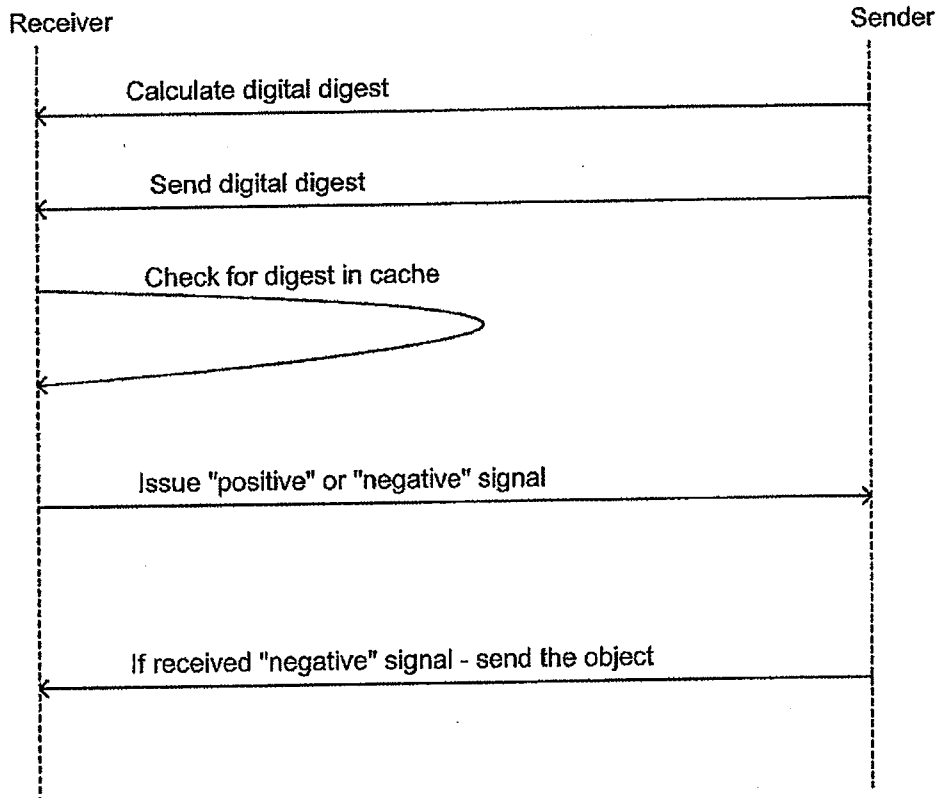 Receiver
Sender
Calculate digital digest
Send digital digest
Check for digest in cache
Issue "positive" or "negative" signal
If received "negative" signal - send the object